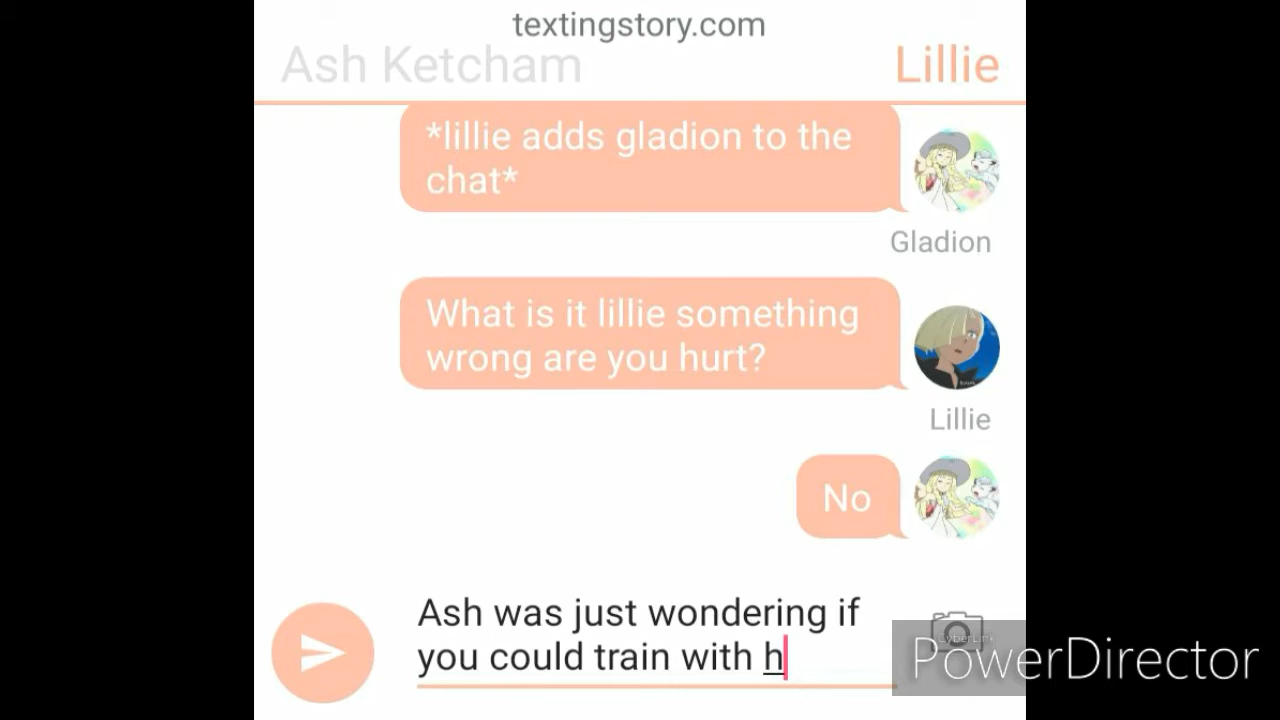 textingstory.com
Ash Ketcham
Lillie
*lillie adds gladion to the
chat*
Gladion
What is it lillie something
wrong are you hurt?
Lillie
No
Ash was just wondering if
you could train with h
CyberLink
PowerDirector